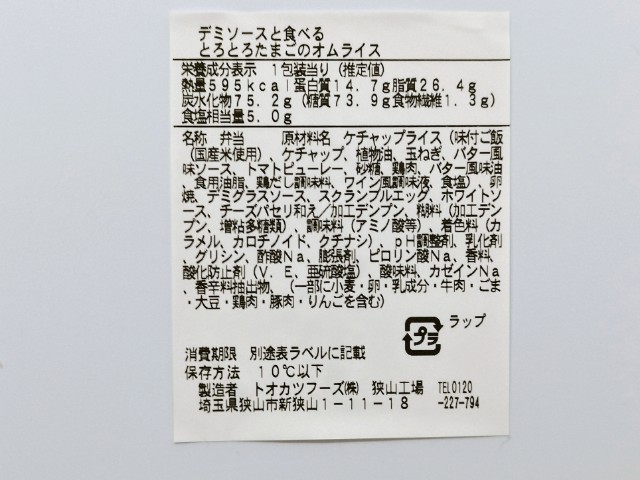 デミソースと食べる
とろとろたまごのオムライス
栄養成分表示 1包装当り (推定値)
熱量595kcal蛋白質14.7g脂質26.4g
炭水化物75.2g(糖質73.9g食物繊維1.3g)
食塩相当量5.0g
名称 弁当 原材料名 ケチャップライス(味付ご飯
(国産米使用)、ケチャップ、植物油、玉ねぎ、バター風
味ソース、トマトピューレー、砂糖、鶏肉、バター風味油
、食用油脂、鶏だし調味料、ワイン風調味液、食塩)、卵
焼、デミグラスソース、スクランブルエッグ、ホワイトソ
ース、チーズパセリ和え/加工デンプン、糊料(加工デン
プン、増粘多糖類)、調味料(アミノ酸等)、着色料(カ
ラメル、カロチノイド、クチナシ)、pH調整剤、乳化剤
、グリシン、酢酸Na、膨張剤、ピロリン酸Na、香料、
酸化防止剤(V.E、亜硫酸塩)、酸味料、カゼインNa
、香辛料抽出物、(一部に小麦・卵・乳成分・牛肉・ごま
・大豆・鶏肉・豚肉・りんごを含む)
プラ ラップ
消費期限 別途表ラベルに記載
保存方法 10℃以下
製造者 トオカツフーズ㈱ 狭山工場 TEL0120
埼玉県狭山市新狭山1-11-18 -227-794